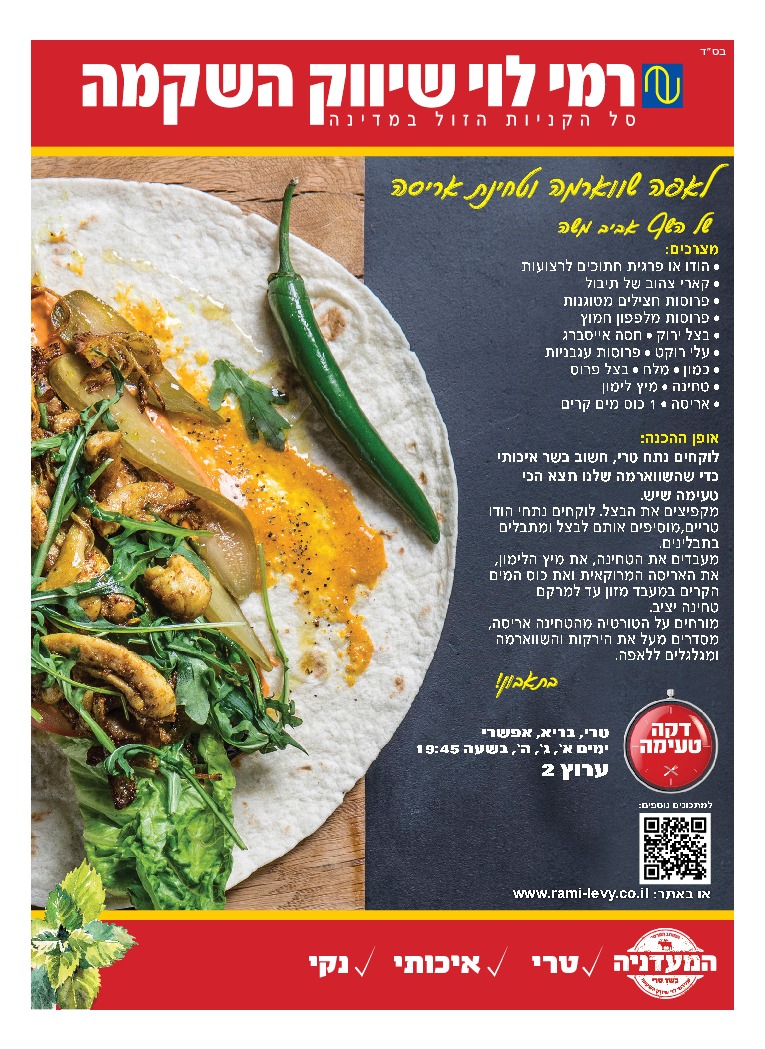 בס"ד
רמי לוי שיווק השקמה
סל הקניות הזול במדינה
לאפה שווארמה וטחינת אריסה
של השף אביב משה
מצרכים:
• הודו או פרגית חתוכים לרצועות
• קארי צהוב של תיבול
• פרוסות חצילים מטוגנות
• פרוסות מלפפון חמוץ
• בצל ירוק • חסה אייסברג
• עלי רוקט • פרוסות עגבניות
• כמון • מלח • בצל פרוס
• טחינה • מיץ לימון
• אריסה • 1 כוס מים קרים
אופן ההכנה:
לוקחים נתח טרי, חשוב בשר איכותי
כדי שהשווארמה שלנו תצא הכי
טעימה שיש.
מקפיצים את הבצל. לוקחים נתחי הודו
טריים,מוסיפים אותם לבצל ומתבלים
בתבלינים.
מעבדים את הטחינה, את מיץ הלימון,
את האריסה המרוקאית ואת כוס המים
הקרים במעבד מזון עד למרקם
טחינה יציב.
מורחים על הטורטיה מהטחינה אריסה,
מסדרים מעל את הירקות והשווארמה
ומגלגלים ללאפה.
בתאבון!
דקה
טעימה
טרי, בריא, אפשרי
ימים א', ג', ה', בשעה 19:45
ערוץ 2
למתכונים נוספים:
או באתר: www.rami-levy.co.il
המעדניה
בשר טרי
✓ טרי ✓ איכותי ✓ נקי